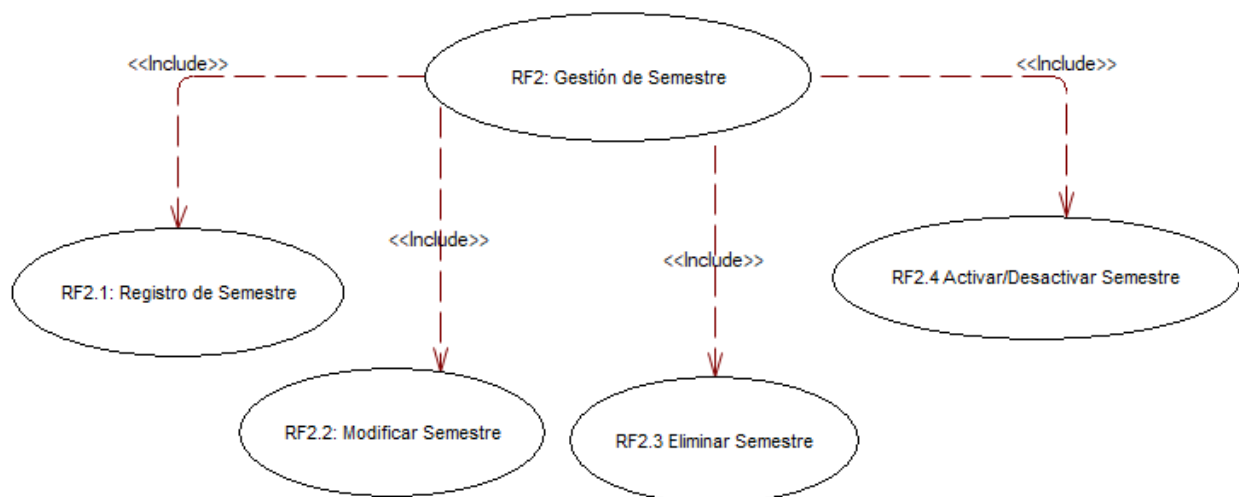 <<Include>>
RF2: Gestión de Semestre
<<Include>>
<<Include>>
<<Include>>
RF2.1: Registro de Semestre
RF2.4 Activar/Desactivar Semestre
RF2.2: Modificar Semestre
RF2.3 Eliminar Semestre